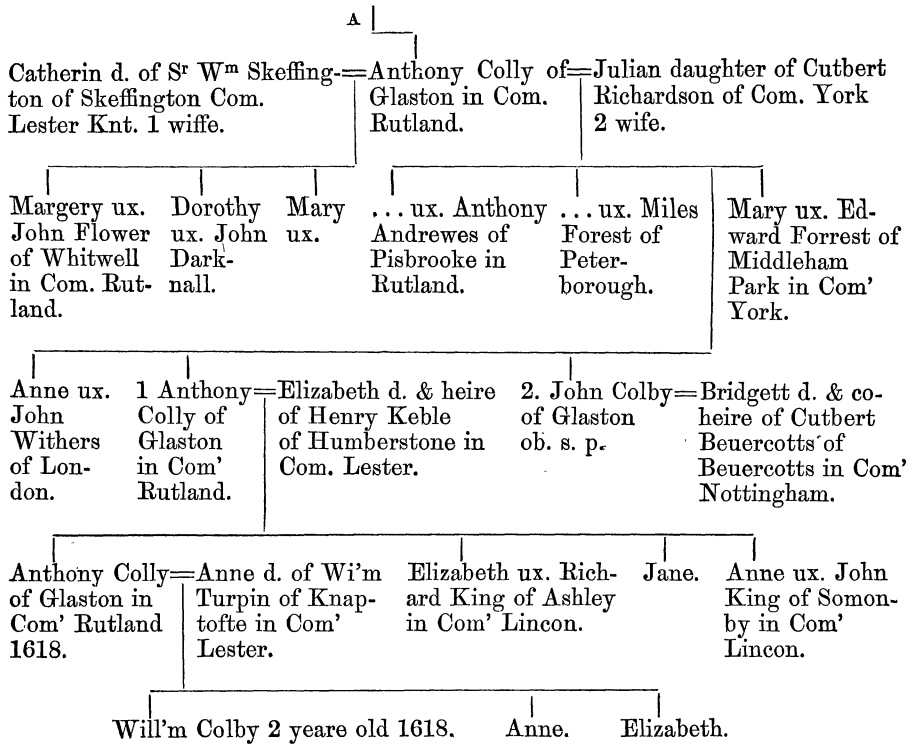 A
Catherin d. of Sʳ Wᵐ Skeffing-=Anthony Colly of=Julian daughter of Cutbert
ton of Skeffington Com. Glaston in Com. Richardson of Com. York
Lester Knt. 1 wiffe. Rutland. 2 wife.
Margery ux.
John Flower
of Whitwell
in Com. Rut-
land.
Dorothy
ux. John
Dark-
nall.
Mary
ux.
... ux. Anthony
Andrewes of
Pisbrooke in
Rutland.
... ux. Miles
Forest of
Peter-
borough.
Mary ux. Ed-
ward Forrest of
Middleham
Park in Com'
York.
Anne ux.
John
Withers
of Lon-
don.
1 Anthony=
Colly of
Glaston
in Com'
Rutland.
Elizabeth d. & heire
of Henry Keble
of Humberstone in
Com. Lester.
2. John Colby=
of Glaston
ob. s. p.
Bridgett d. & co-
heire of Cutbert
Beuercotts of
Beuercotts in Com'
Nottingham.
Anthony Colly=
of Glaston in
Com' Rutland
1618.
Anne d. of Wi'm
Turpin of Knap-
tofte in Com'
Lester.
Elizabeth ux. Rich-
ard King of Ashley
in Com' Lincon.
Jane.
Anne ux. John
King of Somon-
by in Com'
Lincon.
Will'm Colby 2 yeare old 1618.
Anne.
Elizabeth.